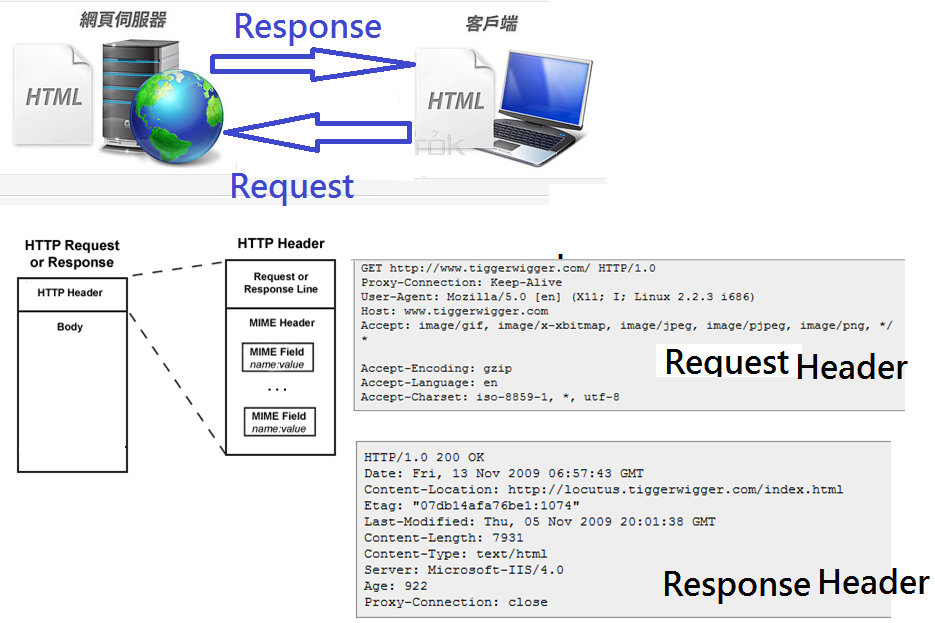 網頁伺服器
Response
客戶端
HTML
HTML
Request
HTTP Request
or Response
HTTP Header
Body
HTTP Header
Request or
Response Line
MIME Header
MIME Field
name:value
...
MIME Field
name:value
GET http://www.tiggerwigger.com/ HTTP/1.0
Proxy-Connection: Keep-Alive
User-Agent: Mozilla/5.0 [en] (X11; I; Linux 2.2.3 i686)
Host: www.tiggerwigger.com
Accept: image/gif, image/x-xbitmap, image/jpeg, image/pjpeg, image/png, */
*
Accept-Encoding: gzip
Accept-Language: en
Accept-Charset: iso-8859-1, *, utf-8
Request Header
HTTP/1.0 200 OK
Date: Fri, 13 Nov 2009 06:57:43 GMT
Content-Location: http://locutus.tiggerwigger.com/index.html
Etag: "07db14afa76be1:1074"
Last-Modified: Thu, 05 Nov 2009 20:01:38 GMT
Content-Length: 7931
Content-Type: text/html
Server: Microsoft-IIS/4.0
Age: 922
Proxy-Connection: close
Response Header